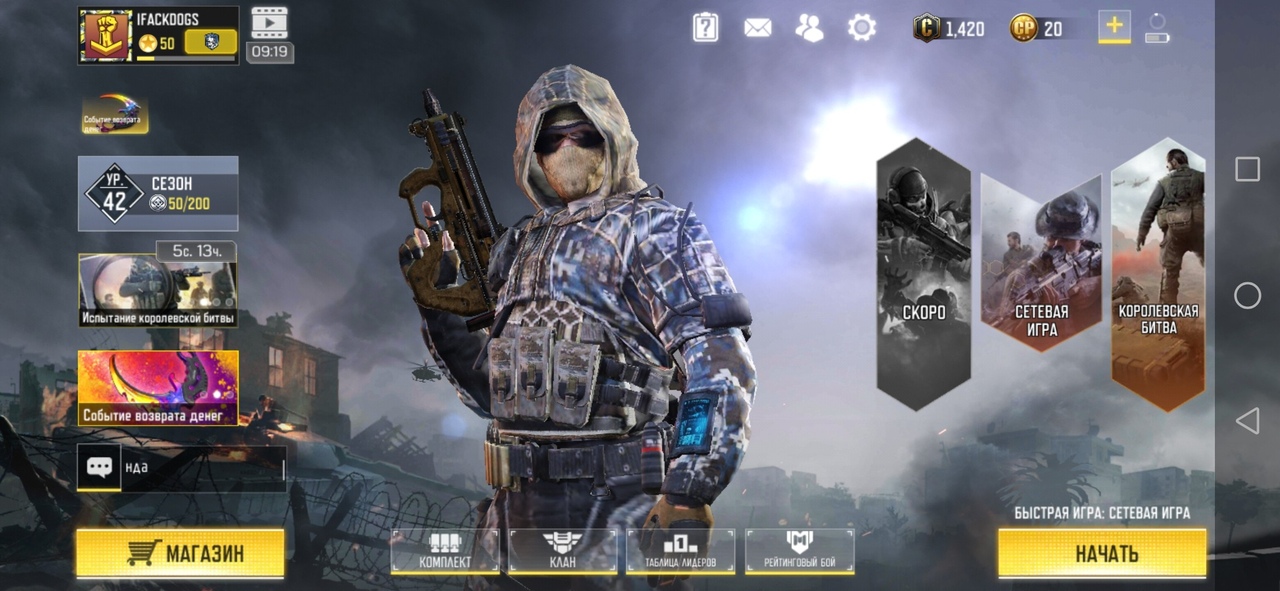 IFACKDOGS
50
09:19
1,420
20
Событие возврата
денег
УР.
42
СЕЗОН
50/200
5с. 13ч.
Испытание королевской битвы
Событие возврата денег
нда
МАГАЗИН
КОМПЛЕКТ
КЛАН
ТАБЛИЦА ЛИДЕРОВ
РЕЙТИНГОВЫЙ БОЙ
СКОРО
СЕТЕВАЯ
ИГРА
КОРОЛЕВСКАЯ
БИТВА
БЫСТРАЯ ИГРА: СЕТЕВАЯ ИГРА
НАЧАТЬ
C
CP